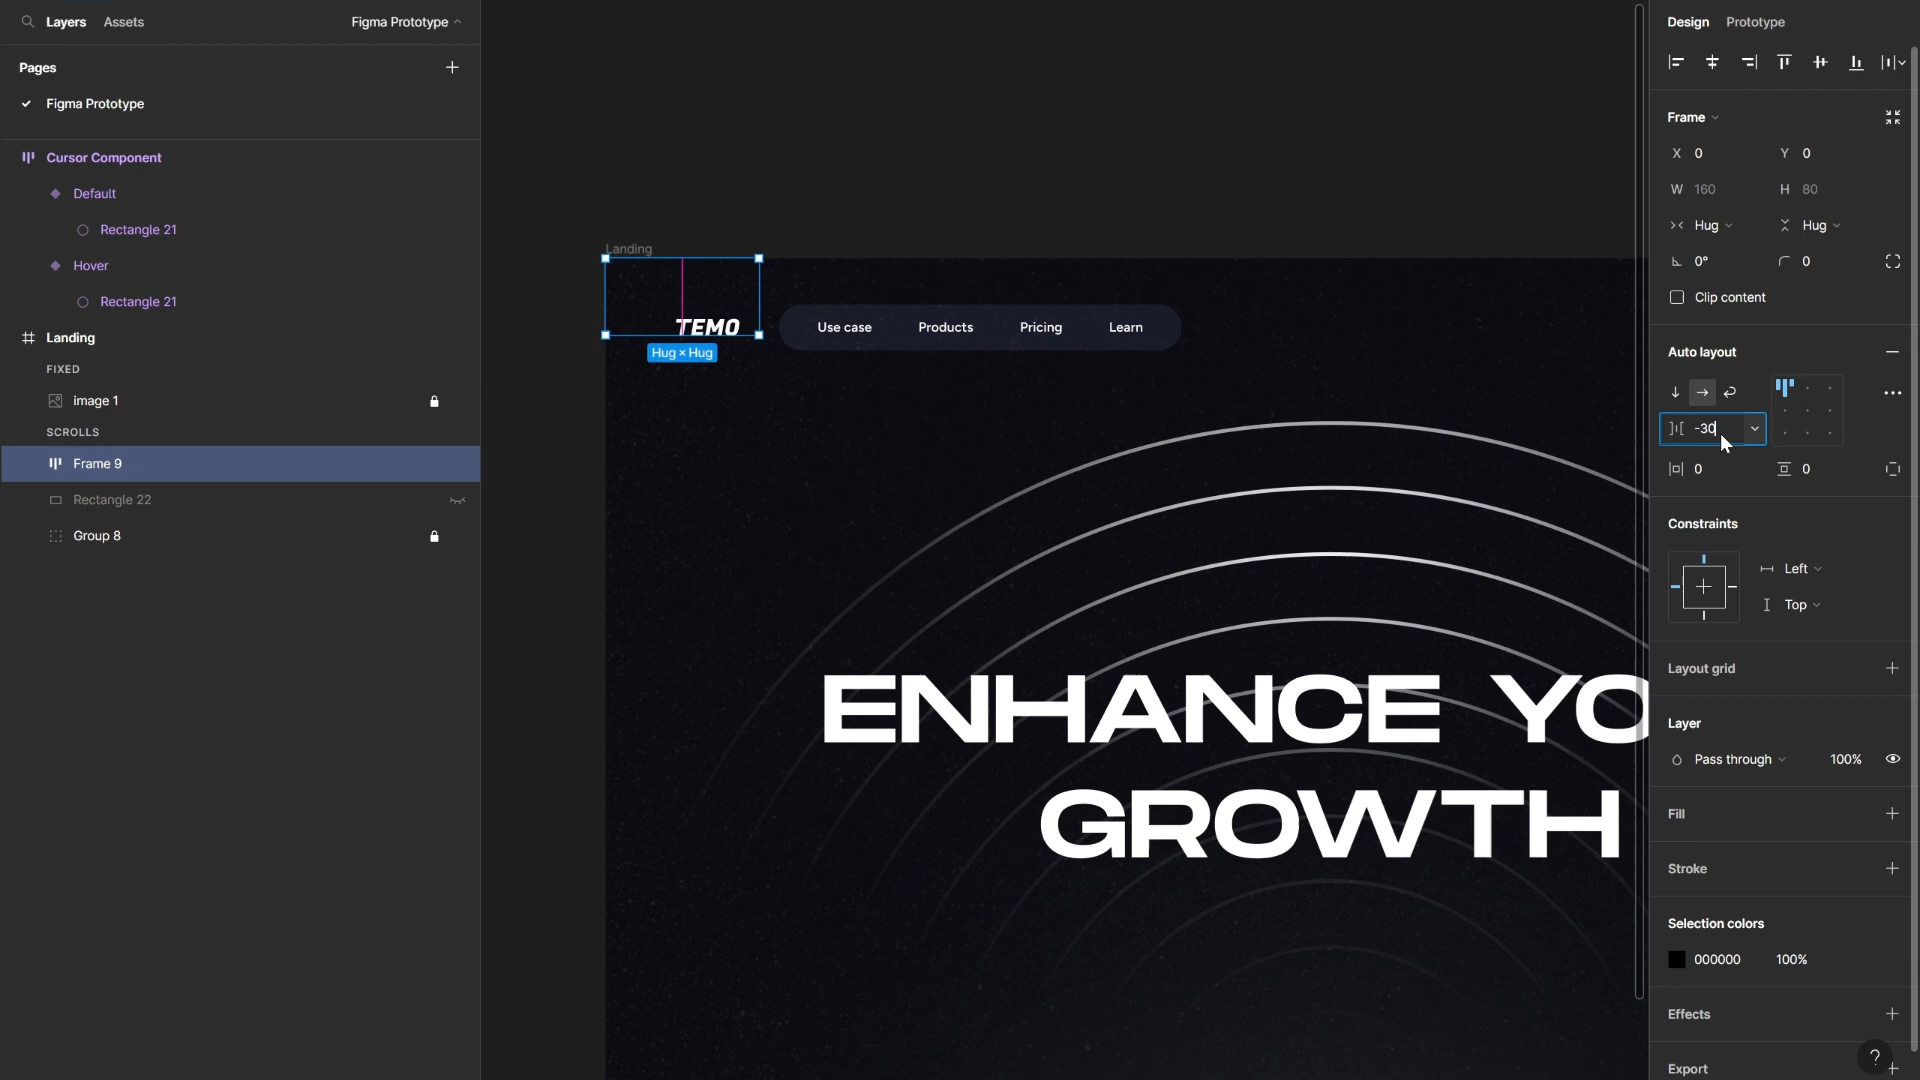 Layers Assets Figma Prototype
Pages
Figma Prototype
Cursor Component
Default
Rectangle 21
Hover
Rectangle 21
Landing
FIXED
image 1
SCROLLS
Frame 9
Rectangle 22
Group 8
Landing
TEMO
Use case Products Pricing Learn
Hug × Hug
ENHANCE YO
GROWTH
Design Prototype
Frame
X 0 Y 0
W 160 H 80
Hug Hug
0° 0
Clip content
Auto layout
-30
0 0
Constraints
Left
Top
Layout grid
Layer
Pass through 100%
Fill
Stroke
Selection colors
000000 100%
Effects
Export
?